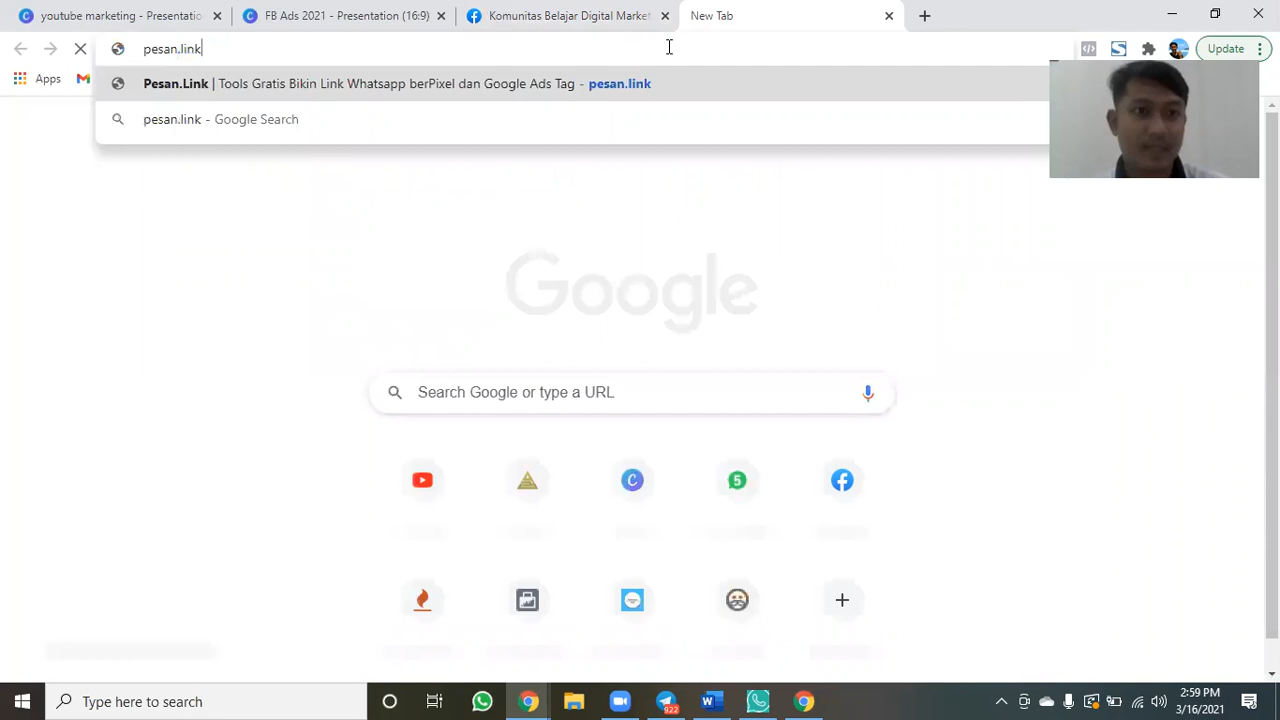 youtube marketing - Presentatio
FB Ads 2021 - Presentation (16:9)
Komunitas Belajar Digital Market
New Tab
pesan.link
Update
Apps
Pesan.Link | Tools Gratis Bikin Link Whatsapp berPixel dan Google Ads Tag - pesan.link
pesan.link - Google Search
Google
Search Google or type a URL
5
Type here to search
922
2:59 PM
3/16/2021